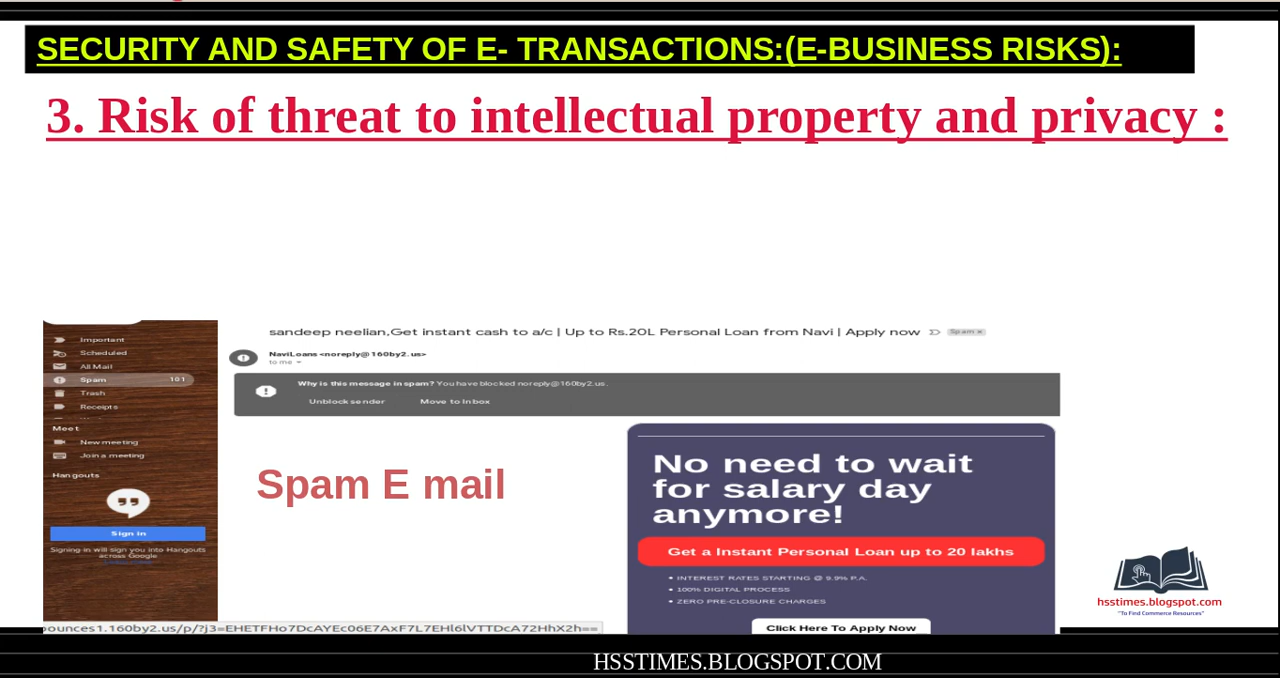 SECURITY AND SAFETY OF E- TRANSACTIONS:(E-BUSINESS RISKS):
3. Risk of threat to intellectual property and privacy :
sandeep neelian,Get instant cash to a/c | Up to Rs.20L Personal Loan from Navi | Apply now
Spam ×
Important
Scheduled
All Mail
Spam 101
Trash
Receipts
Meet
New meeting
Join a meeting
Hangouts
Sign in
Signing in will sign you into Hangouts
across Google
NaviLoans <noreply@160by2.us>
to me
Why is this message in spam? You have blocked noreply@160by2.us.
Unblock sender Move to Inbox
Spam E mail
No need to wait
for salary day
anymore!
Get a Instant Personal Loan up to 20 lakhs
• INTEREST RATES STARTING @ 9.9% P.A.
• 100% DIGITAL PROCESS
• ZERO PRE-CLOSURE CHARGES
Click Here To Apply Now
ounces1.160by2.us/p/?j3=EHETFHo7DcAYEc06E7AxF7L7EHl6lVTTDcA72HhX2h==
hsstimes.blogspot.com
"To Find Commerce Resources"
HSSTIMES.BLOGSPOT.COM